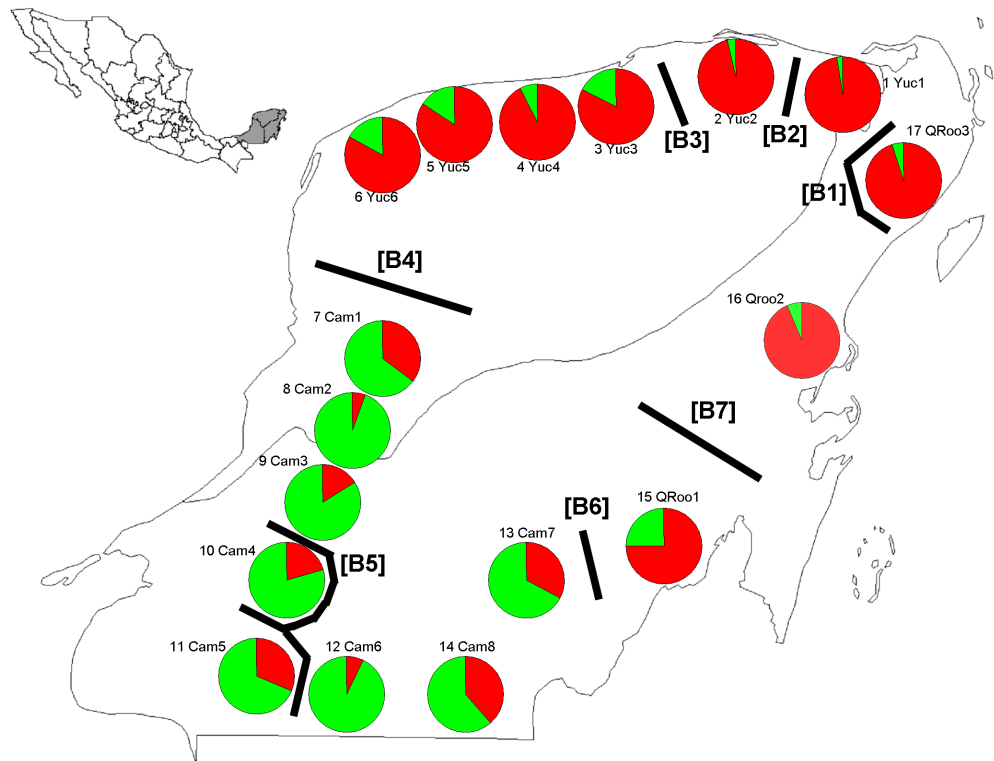 1 Yuc1
2 Yuc2
[B2]
17 QRoo3
[B3]
3 Yuc3
4 Yuc4
5 Yuc5
6 Yuc6
[B1]
[B4]
16 Qroo2
7 Cam1
8 Cam2
[B7]
9 Cam3
15 QRoo1
[B6]
13 Cam7
10 Cam4
[B5]
11 Cam5
12 Cam6
14 Cam8